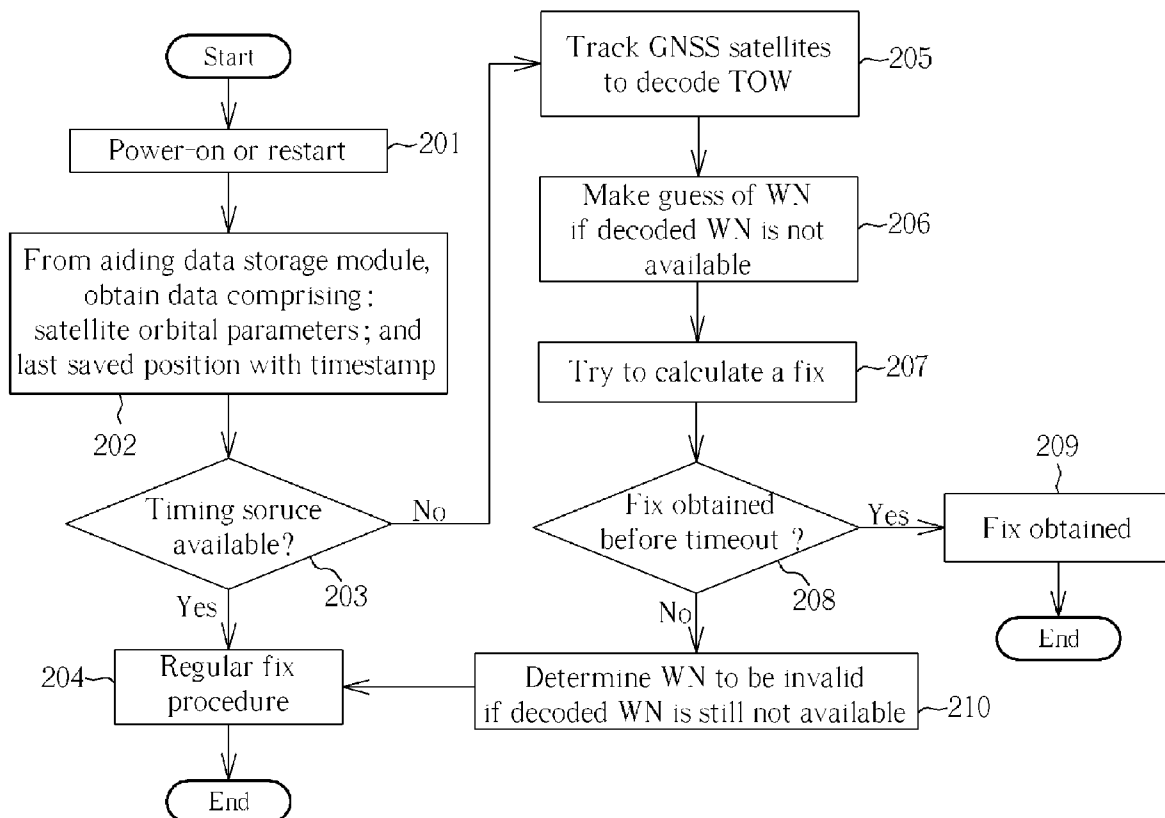 Start
Power-on or restart
201
From aiding data storage module,
obtain data comprising:
satellite orbital parameters; and
last saved position with timestamp
202
Timing soruce
available?
203
No
Yes
204
Regular fix
procedure
End
Track GNSS satellites
to decode TOW
205
Make guess of WN
if decoded WN is not
available
206
Try to calculate a fix
207
Fix obtained
before timeout ?
208
Yes
No
209
Fix obtained
End
Determine WN to be invalid
if decoded WN is still not available
210